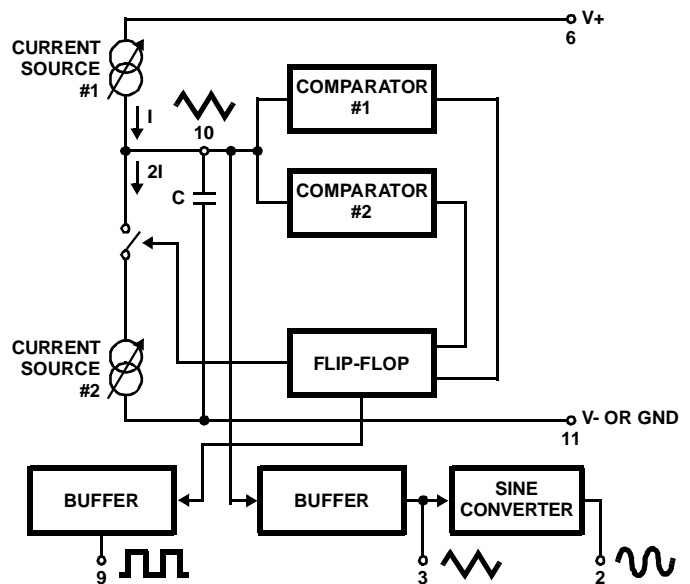 V+
6
CURRENT
SOURCE
#1
I
10
COMPARATOR
#1
2I
C
COMPARATOR
#2
CURRENT
SOURCE
#2
FLIP-FLOP
V- OR GND
11
BUFFER
BUFFER
SINE
CONVERTER
9
3
2